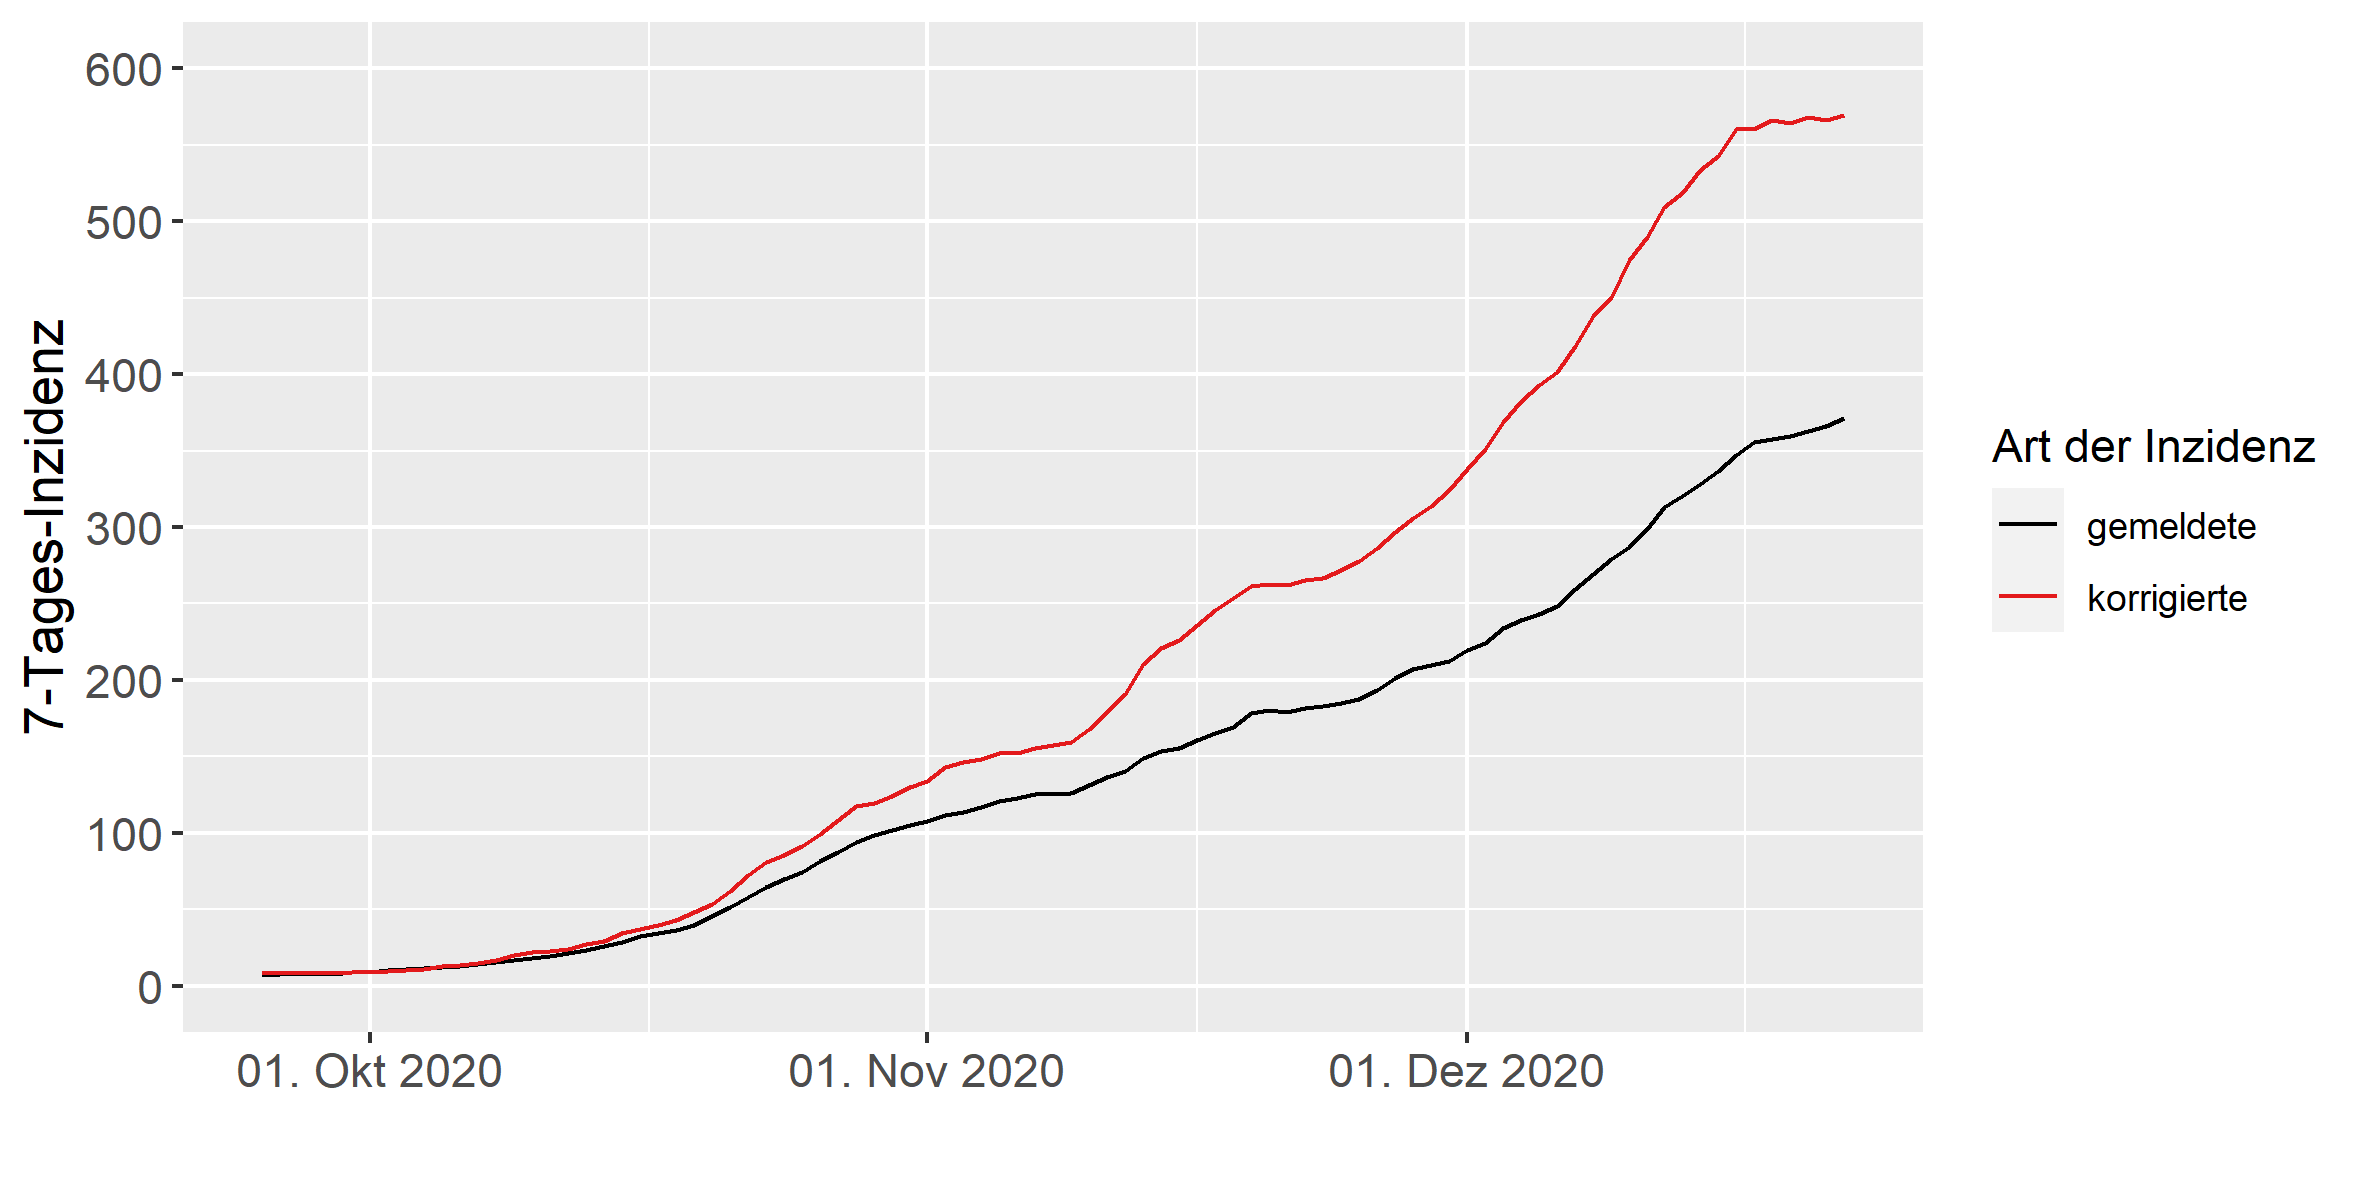 7-Tages-Inzidenz
600
500
400
300
200
100
0
01. Okt 2020
01. Nov 2020
01. Dez 2020
Art der Inzidenz
gemeldete
korrigierte